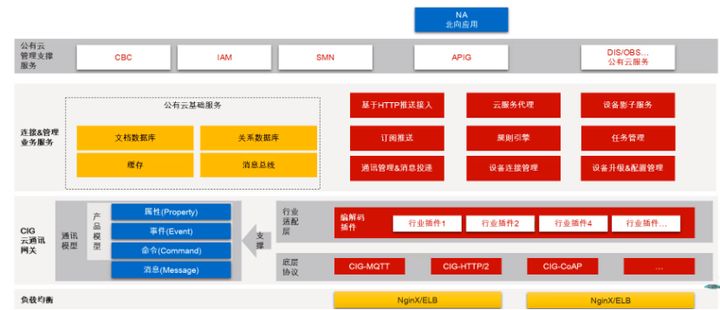 NA
北向应用
公有云
管理支撑
服务
CBC
IAM
SMN
APIG
DIS/OBS...
公有云服务
连接&管理
业务服务
公有云基础服务
文档数据库
关系数据库
缓存
消息总线
基于HTTP推送接入
云服务代理
设备影子服务
订阅推送
规则引擎
任务管理
通讯管理&消息投递
设备连接管理
设备升级&配置管理
CIG
云通讯
网关
通讯
模型
产品模型
属性(Property)
事件(Event)
命令(Command)
消息(Message)
支撑
行业
适配
层
编解码
插件
行业插件1
行业插件2
行业插件4
行业插件...
底层
协议
CIG-MQTT
CIG-HTTP/2
CIG-CoAP
...
负载均衡
NginX/ELB
NginX/ELB